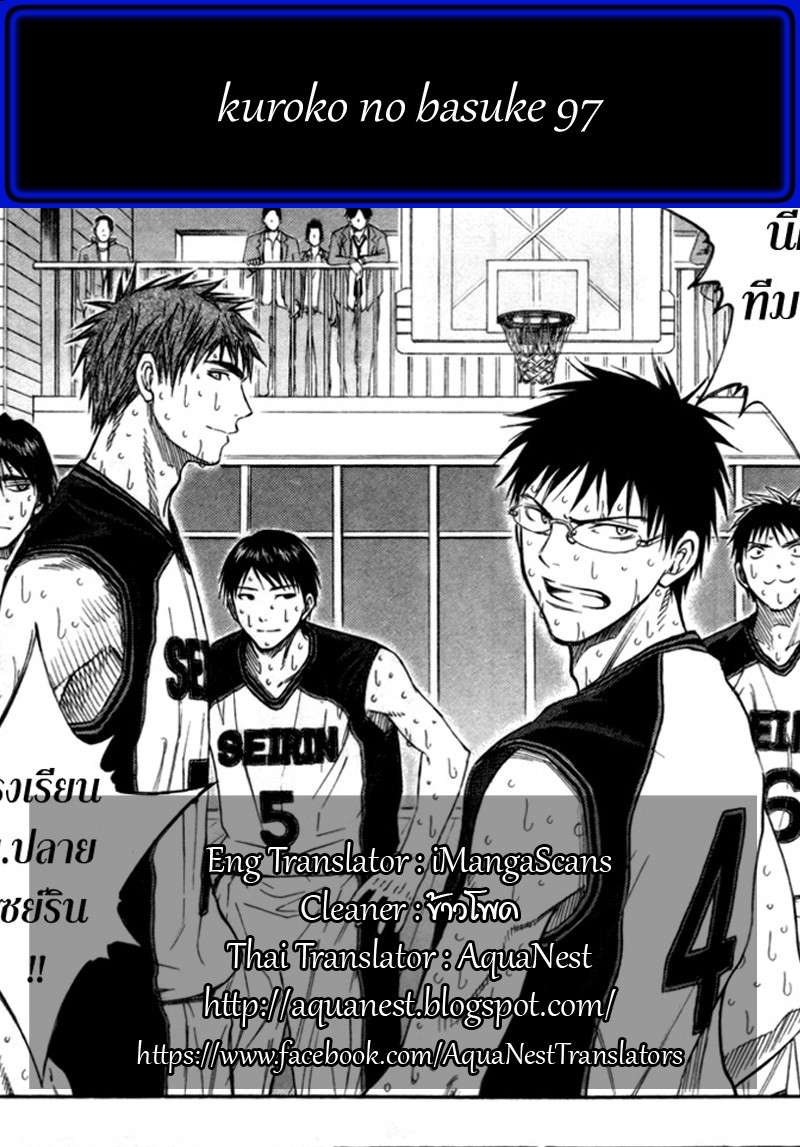 kuroko no basuke 97
ทีม
SEIRIN
5
6
4
รงเรียน
.ปลาย
ซย์ริน
!!
Eng Translator : iMangaScans
Cleaner : ข้าวโพด
Thai Translator : AquaNest
http://aquanest.blogspot.com/
https://www.facebook.com/AquaNestTranslators